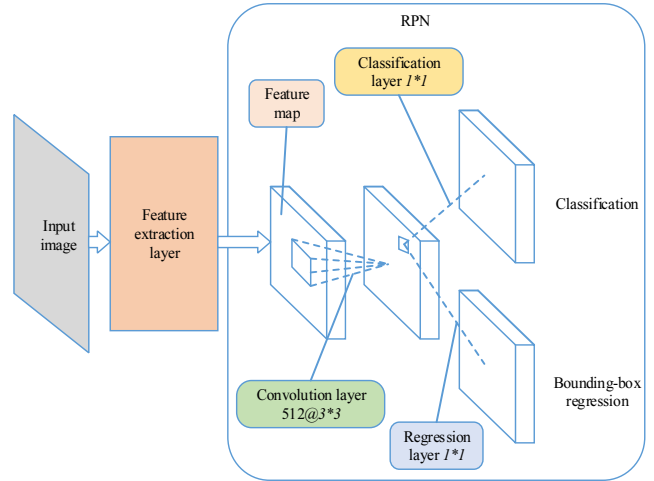 RPN
Classification
layer 1*1
Feature
map
Input
image
Feature
extraction
layer
Classification
Convolution layer
512@3*3
Regression
layer 1*1
Bounding-box
regression